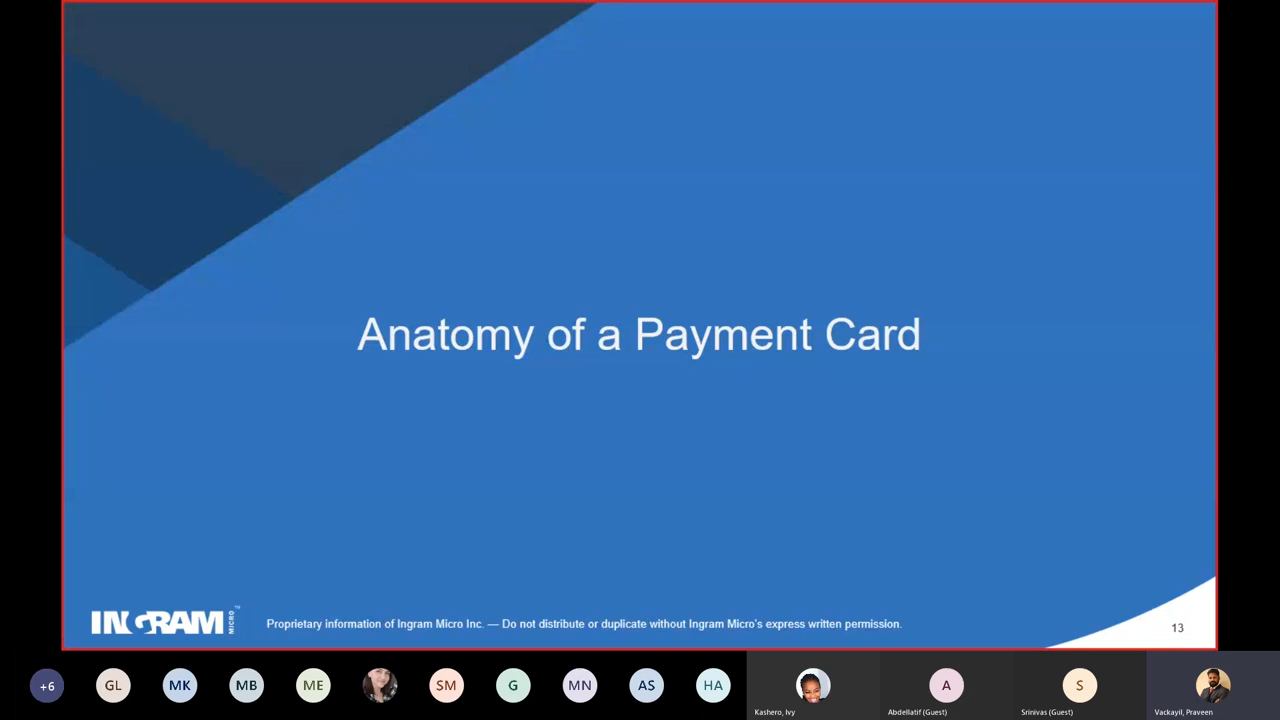 Anatomy of a Payment Card
INGRAM MICRO ™
Proprietary information of Ingram Micro Inc. — Do not distribute or duplicate without Ingram Micro's express written permission.
13
+6 GL MK MB ME SM G MN AS HA A S
Kashero, Ivy Abdellatif (Guest) Srinivas (Guest) Vackayil, Praveen